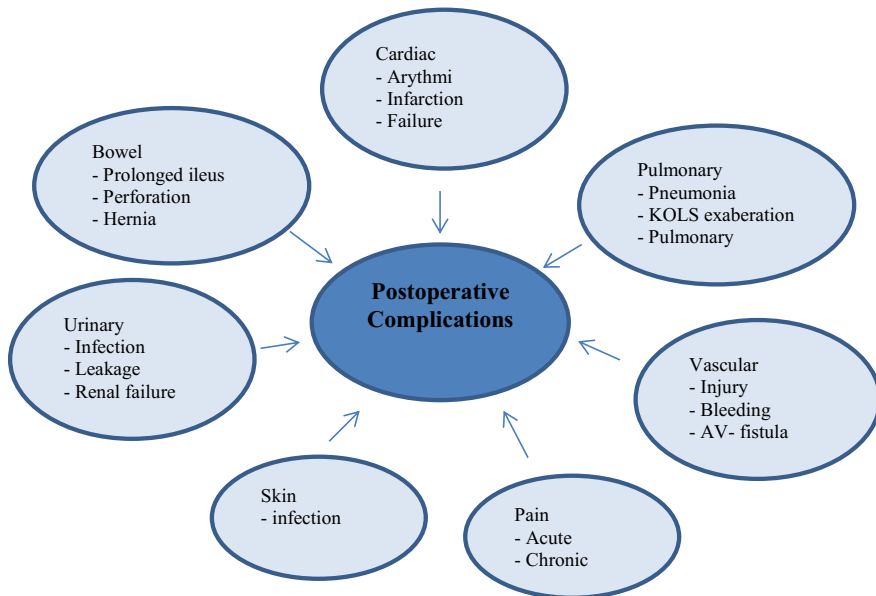 Cardiac
- Arythmi
- Infarction
- Failure
Bowel
- Prolonged ileus
- Perforation
- Hernia
Pulmonary
- Pneumonia
- KOLS exaberation
- Pulmonary
Postoperative
Complications
Urinary
- Infection
- Leakage
- Renal failure
Vascular
- Injury
- Bleeding
- AV- fistula
Skin
- infection
Pain
- Acute
- Chronic